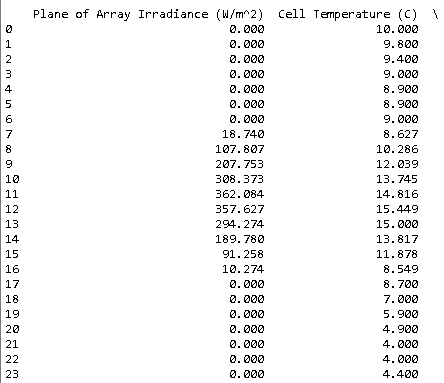 Plane of Array Irradiance (W/m^2) Cell Temperature (C) \
0 0.000 10.000
1 0.000 9.800
2 0.000 9.400
3 0.000 9.000
4 0.000 8.900
5 0.000 8.900
6 0.000 9.000
7 18.740 8.627
8 107.807 10.286
9 207.753 12.039
10 308.373 13.745
11 362.084 14.816
12 357.627 15.449
13 294.274 15.000
14 189.780 13.817
15 91.258 11.878
16 10.274 8.549
17 0.000 8.700
18 0.000 7.000
19 0.000 5.900
20 0.000 4.900
21 0.000 4.000
22 0.000 4.000
23 0.000 4.400